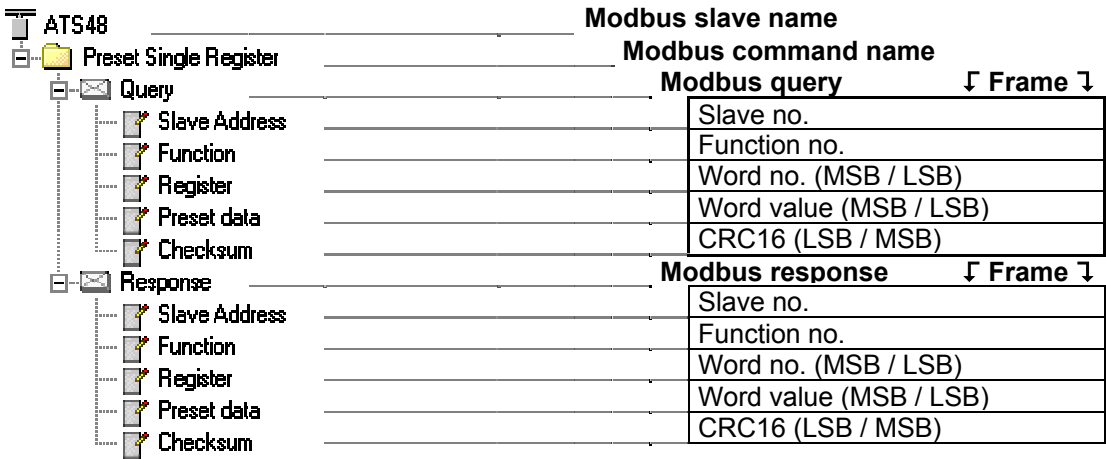 ATS48 Modbus slave name
Preset Single Register Modbus command name
Query Modbus query Frame
Slave Address Slave no.
Function Function no.
Register Word no. (MSB / LSB)
Preset data Word value (MSB / LSB)
Checksum CRC16 (LSB / MSB)
Response Modbus response Frame
Slave Address Slave no.
Function Function no.
Register Word no. (MSB / LSB)
Preset data Word value (MSB / LSB)
Checksum CRC16 (LSB / MSB)